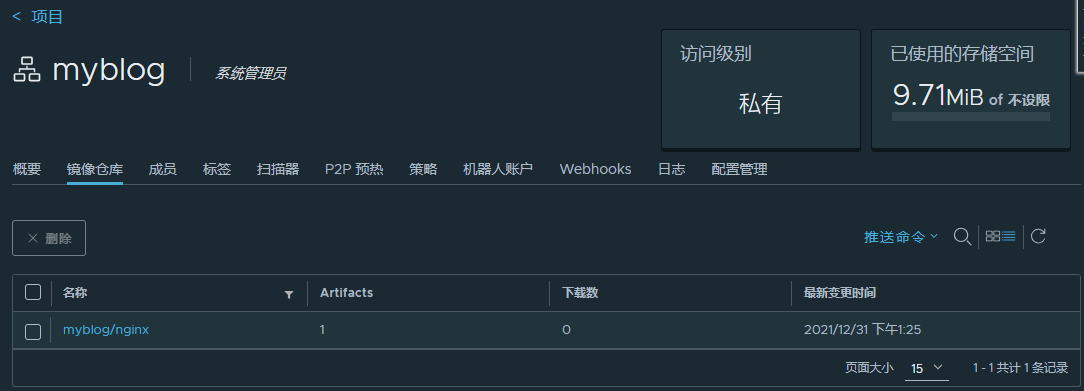 < 项目
myblog 系统管理员
访问级别
私有
已使用的存储空间
9.71MiB of 不设限
概要 镜像仓库 成员 标签 扫描器 P2P 预热 策略 机器人账户 Webhooks 日志 配置管理
× 删除 推送命令
名称 Artifacts 下载数 最新变更时间
myblog/nginx 1 0 2021/12/31 下午1:25
页面大小 15 1 - 1 共计 1 条记录